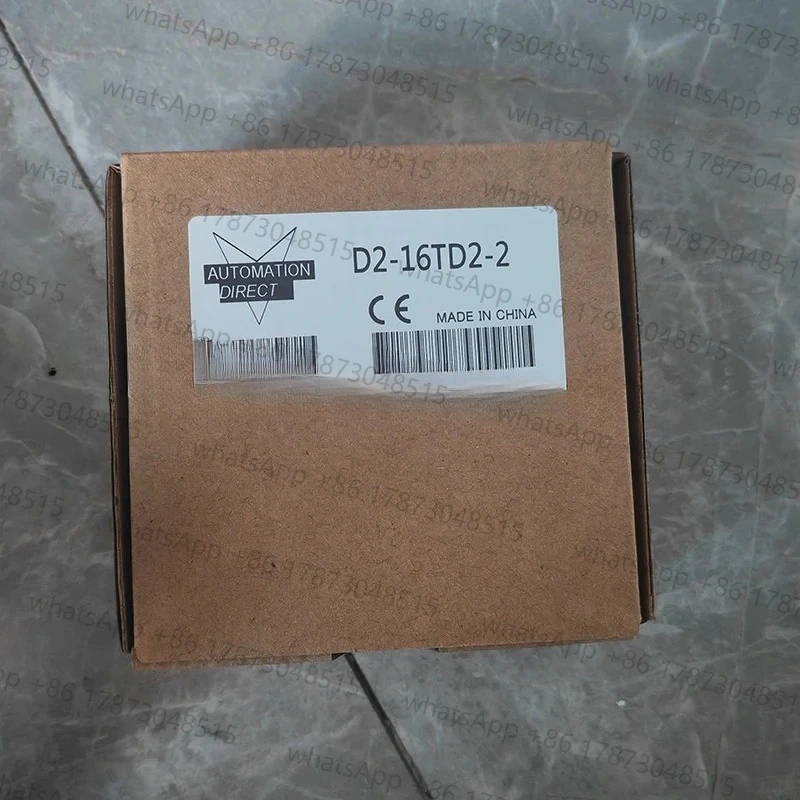 AUTOMATION
DIRECT
D2-16TD2-2
CE
MADE IN CHINA
whatsApp +86 17873048515